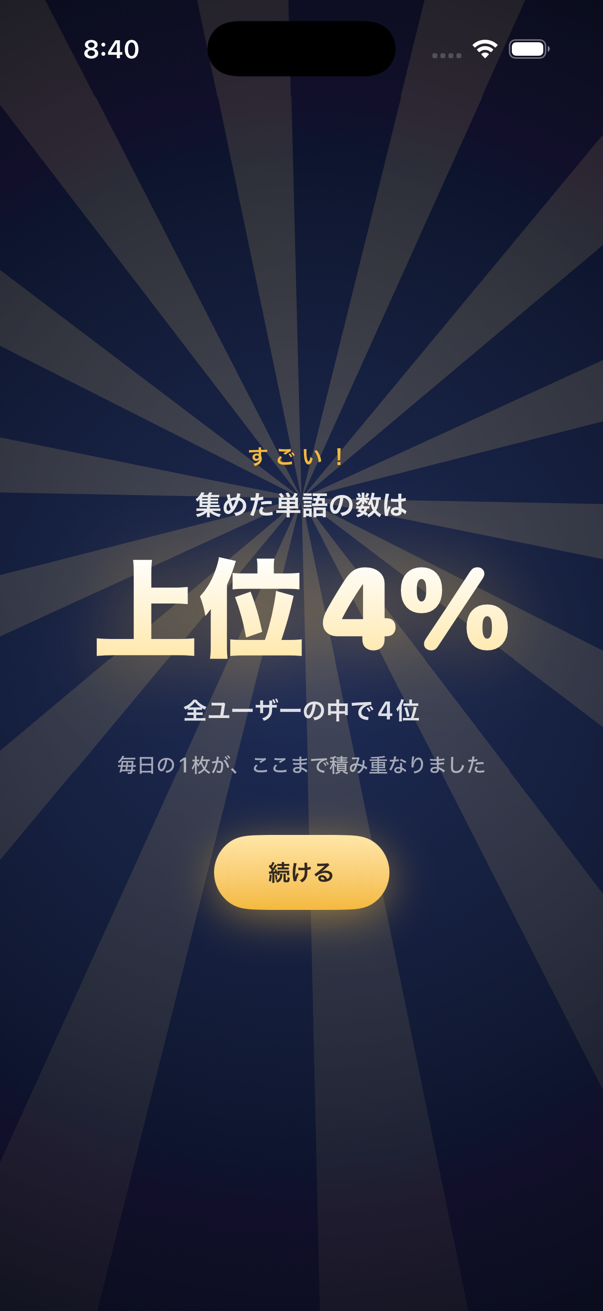 8:40
すごい！
集めた単語の数は
上位4%
全ユーザーの中で4位
毎日の1枚が、ここまで積み重なりました
続ける